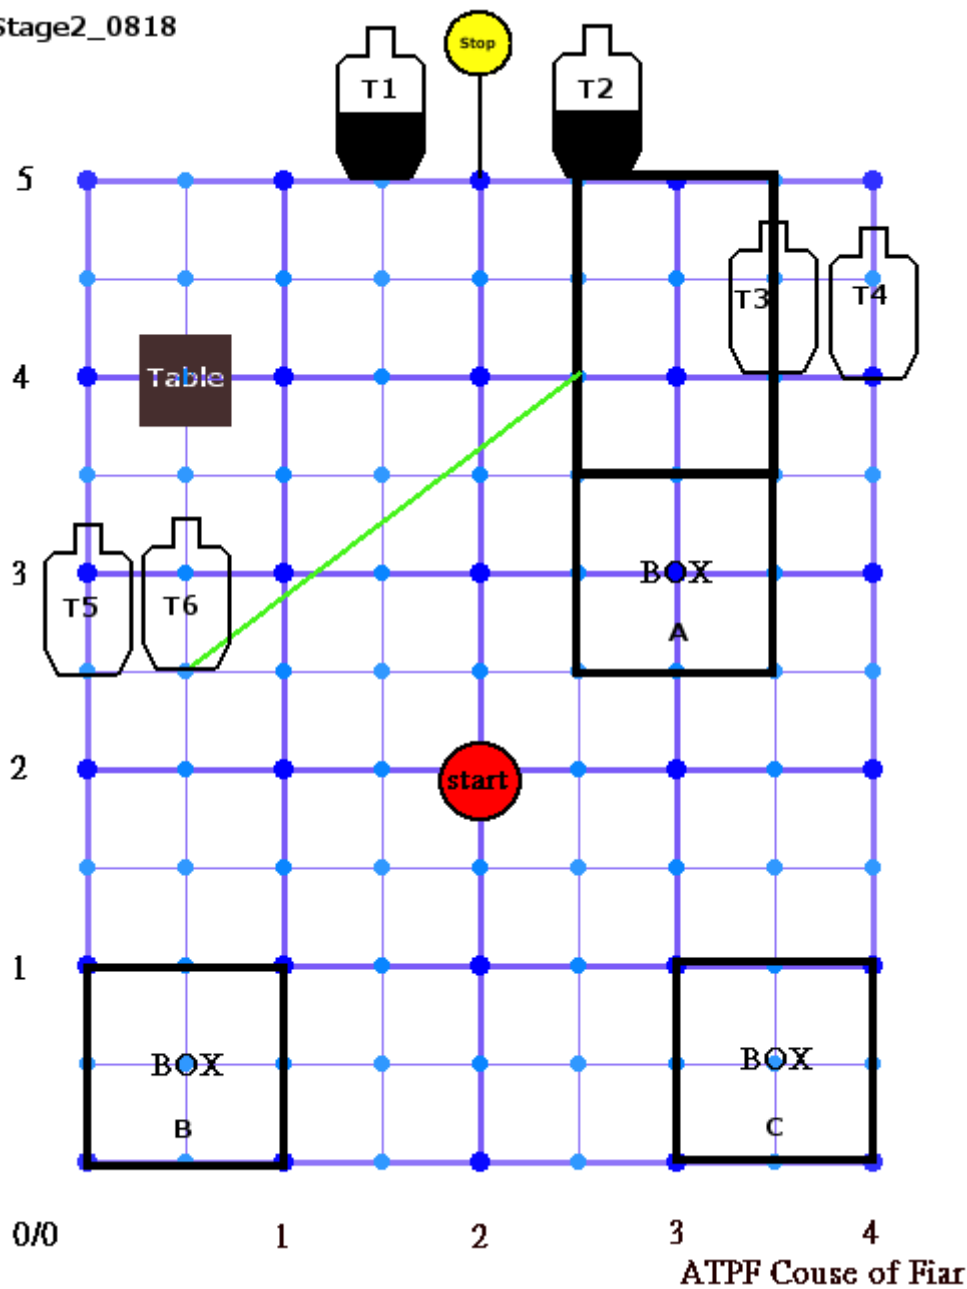 Stage2_0818
Stop
T1
T2
5
T3
T4
4
Table
3
BOX
T5
T6
A
2
start
1
BOX
BOX
B
C
0/0
1
2
3
4
ATPF Couse of Fiar